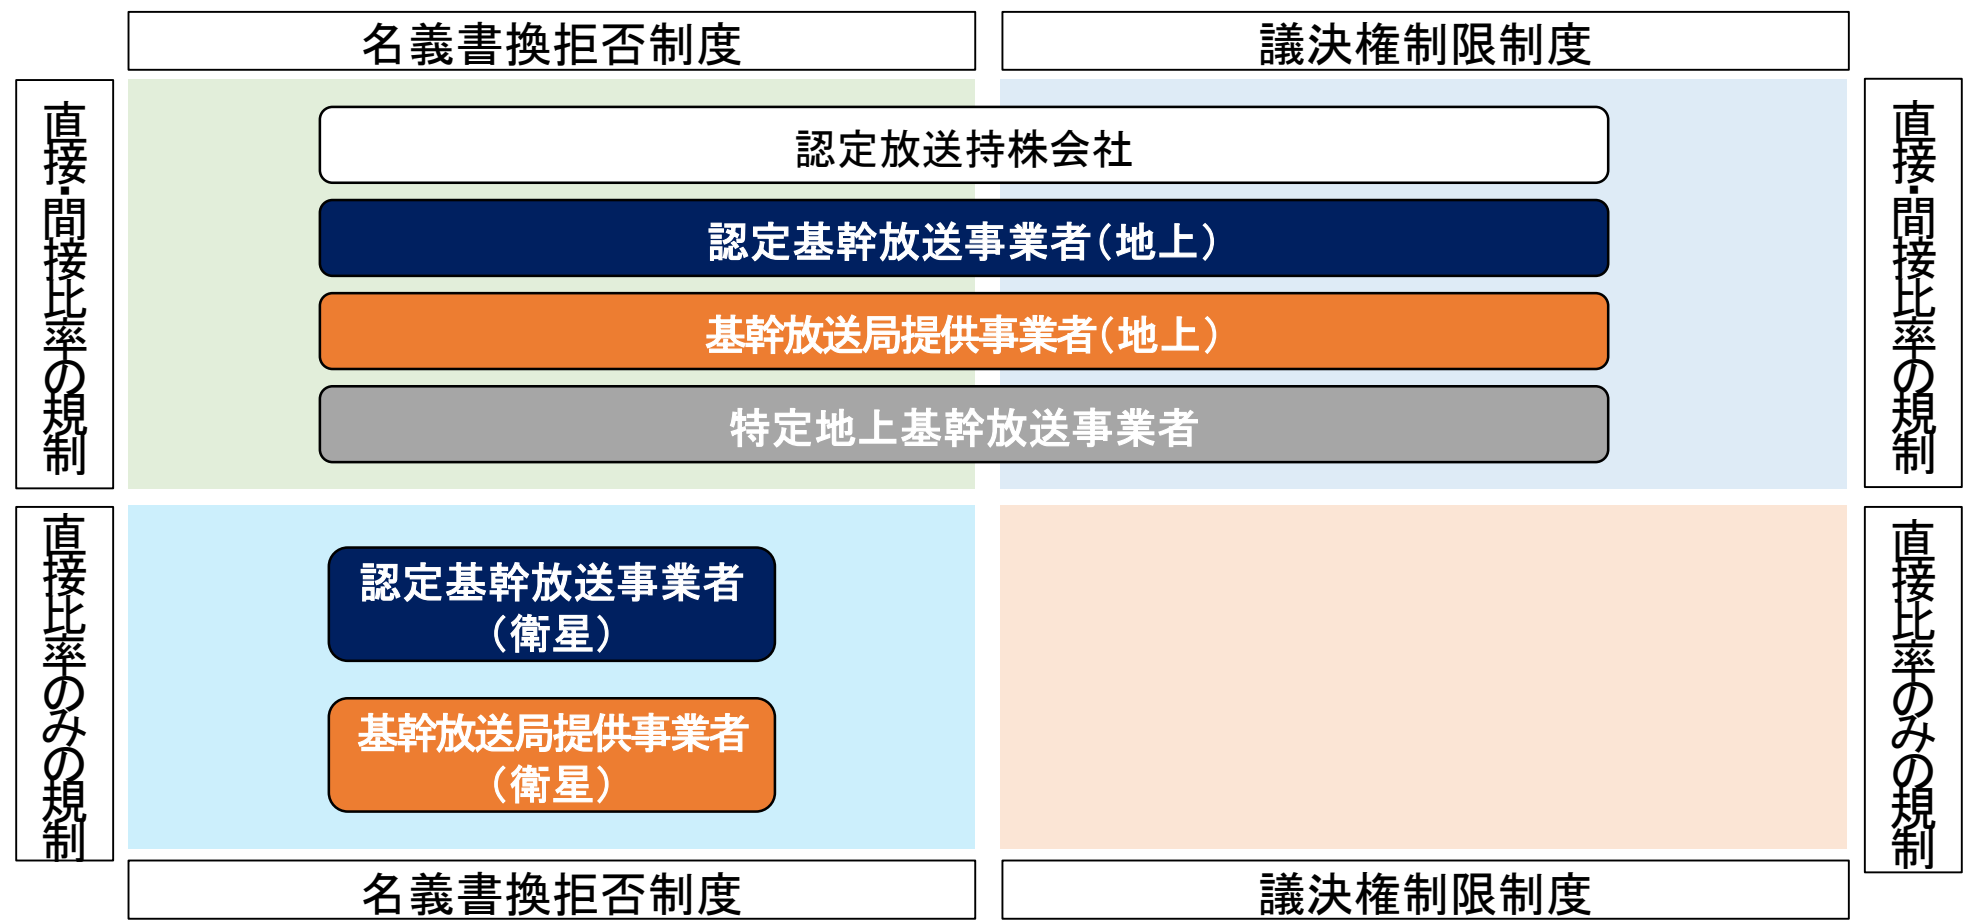 名義書換拒否制度
議決権制限制度
直接・間接比率の規制
直接・間接比率の規制
認定放送持株会社
認定基幹放送事業者（地上）
基幹放送局提供事業者（地上）
特定地上基幹放送事業者
直接比率のみの規制
直接比率のみの規制
認定基幹放送事業者
（衛星）
基幹放送局提供事業者
（衛星）
名義書換拒否制度
議決権制限制度